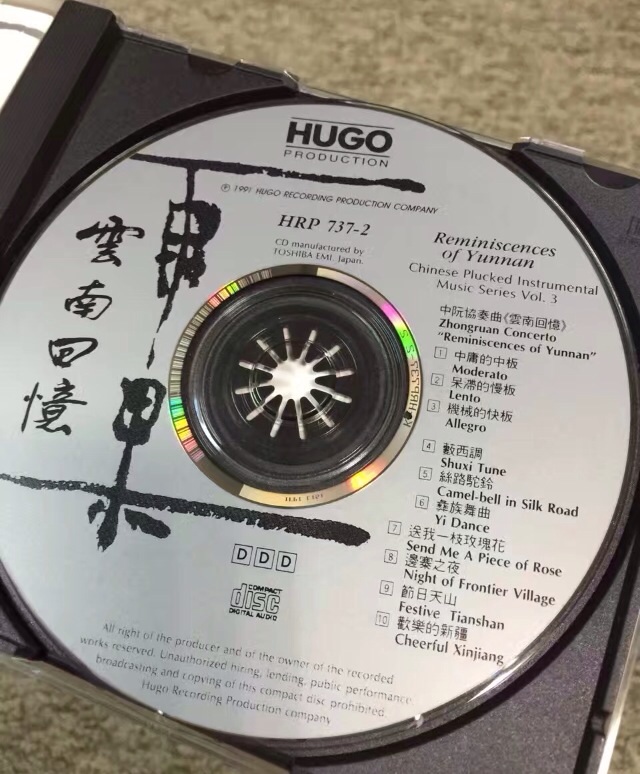 HUGO
PRODUCTION
Ⓟ 1991 HUGO RECORDING PRODUCTION COMPANY
HRP 737-2
CD manufactured by
TOSHIBA EMI, Japan.
雲南回憶
Reminiscences
of Yunnan
Chinese Plucked Instrumental
Music Series Vol. 3
中阮協奏曲《雲南回憶》
Zhongruan Concerto
"Reminiscences of Yunnan"
1 中庸的中板
Moderato
2 呆滯的慢板
Lento
3 機械的快板
Allegro
4 數西調
Shuxi Tune
5 絲路駝鈴
Camel-bell in Silk Road
6 彝族舞曲
Yi Dance
7 送我一枝玫瑰花
Send Me A Piece of Rose
8 邊寨之夜
Night of Frontier Village
9 節日天山
Festive Tianshan
10 歡樂的新疆
Cheerful Xinjiang
DDD
COMPACT
disc
DIGITAL AUDIO
All right of the producer and of the owner of the recorded
works reserved. Unauthorized hiring, lending, public performance
broadcasting and copying of this compact disc prohibited.
Hugo Recording Production company